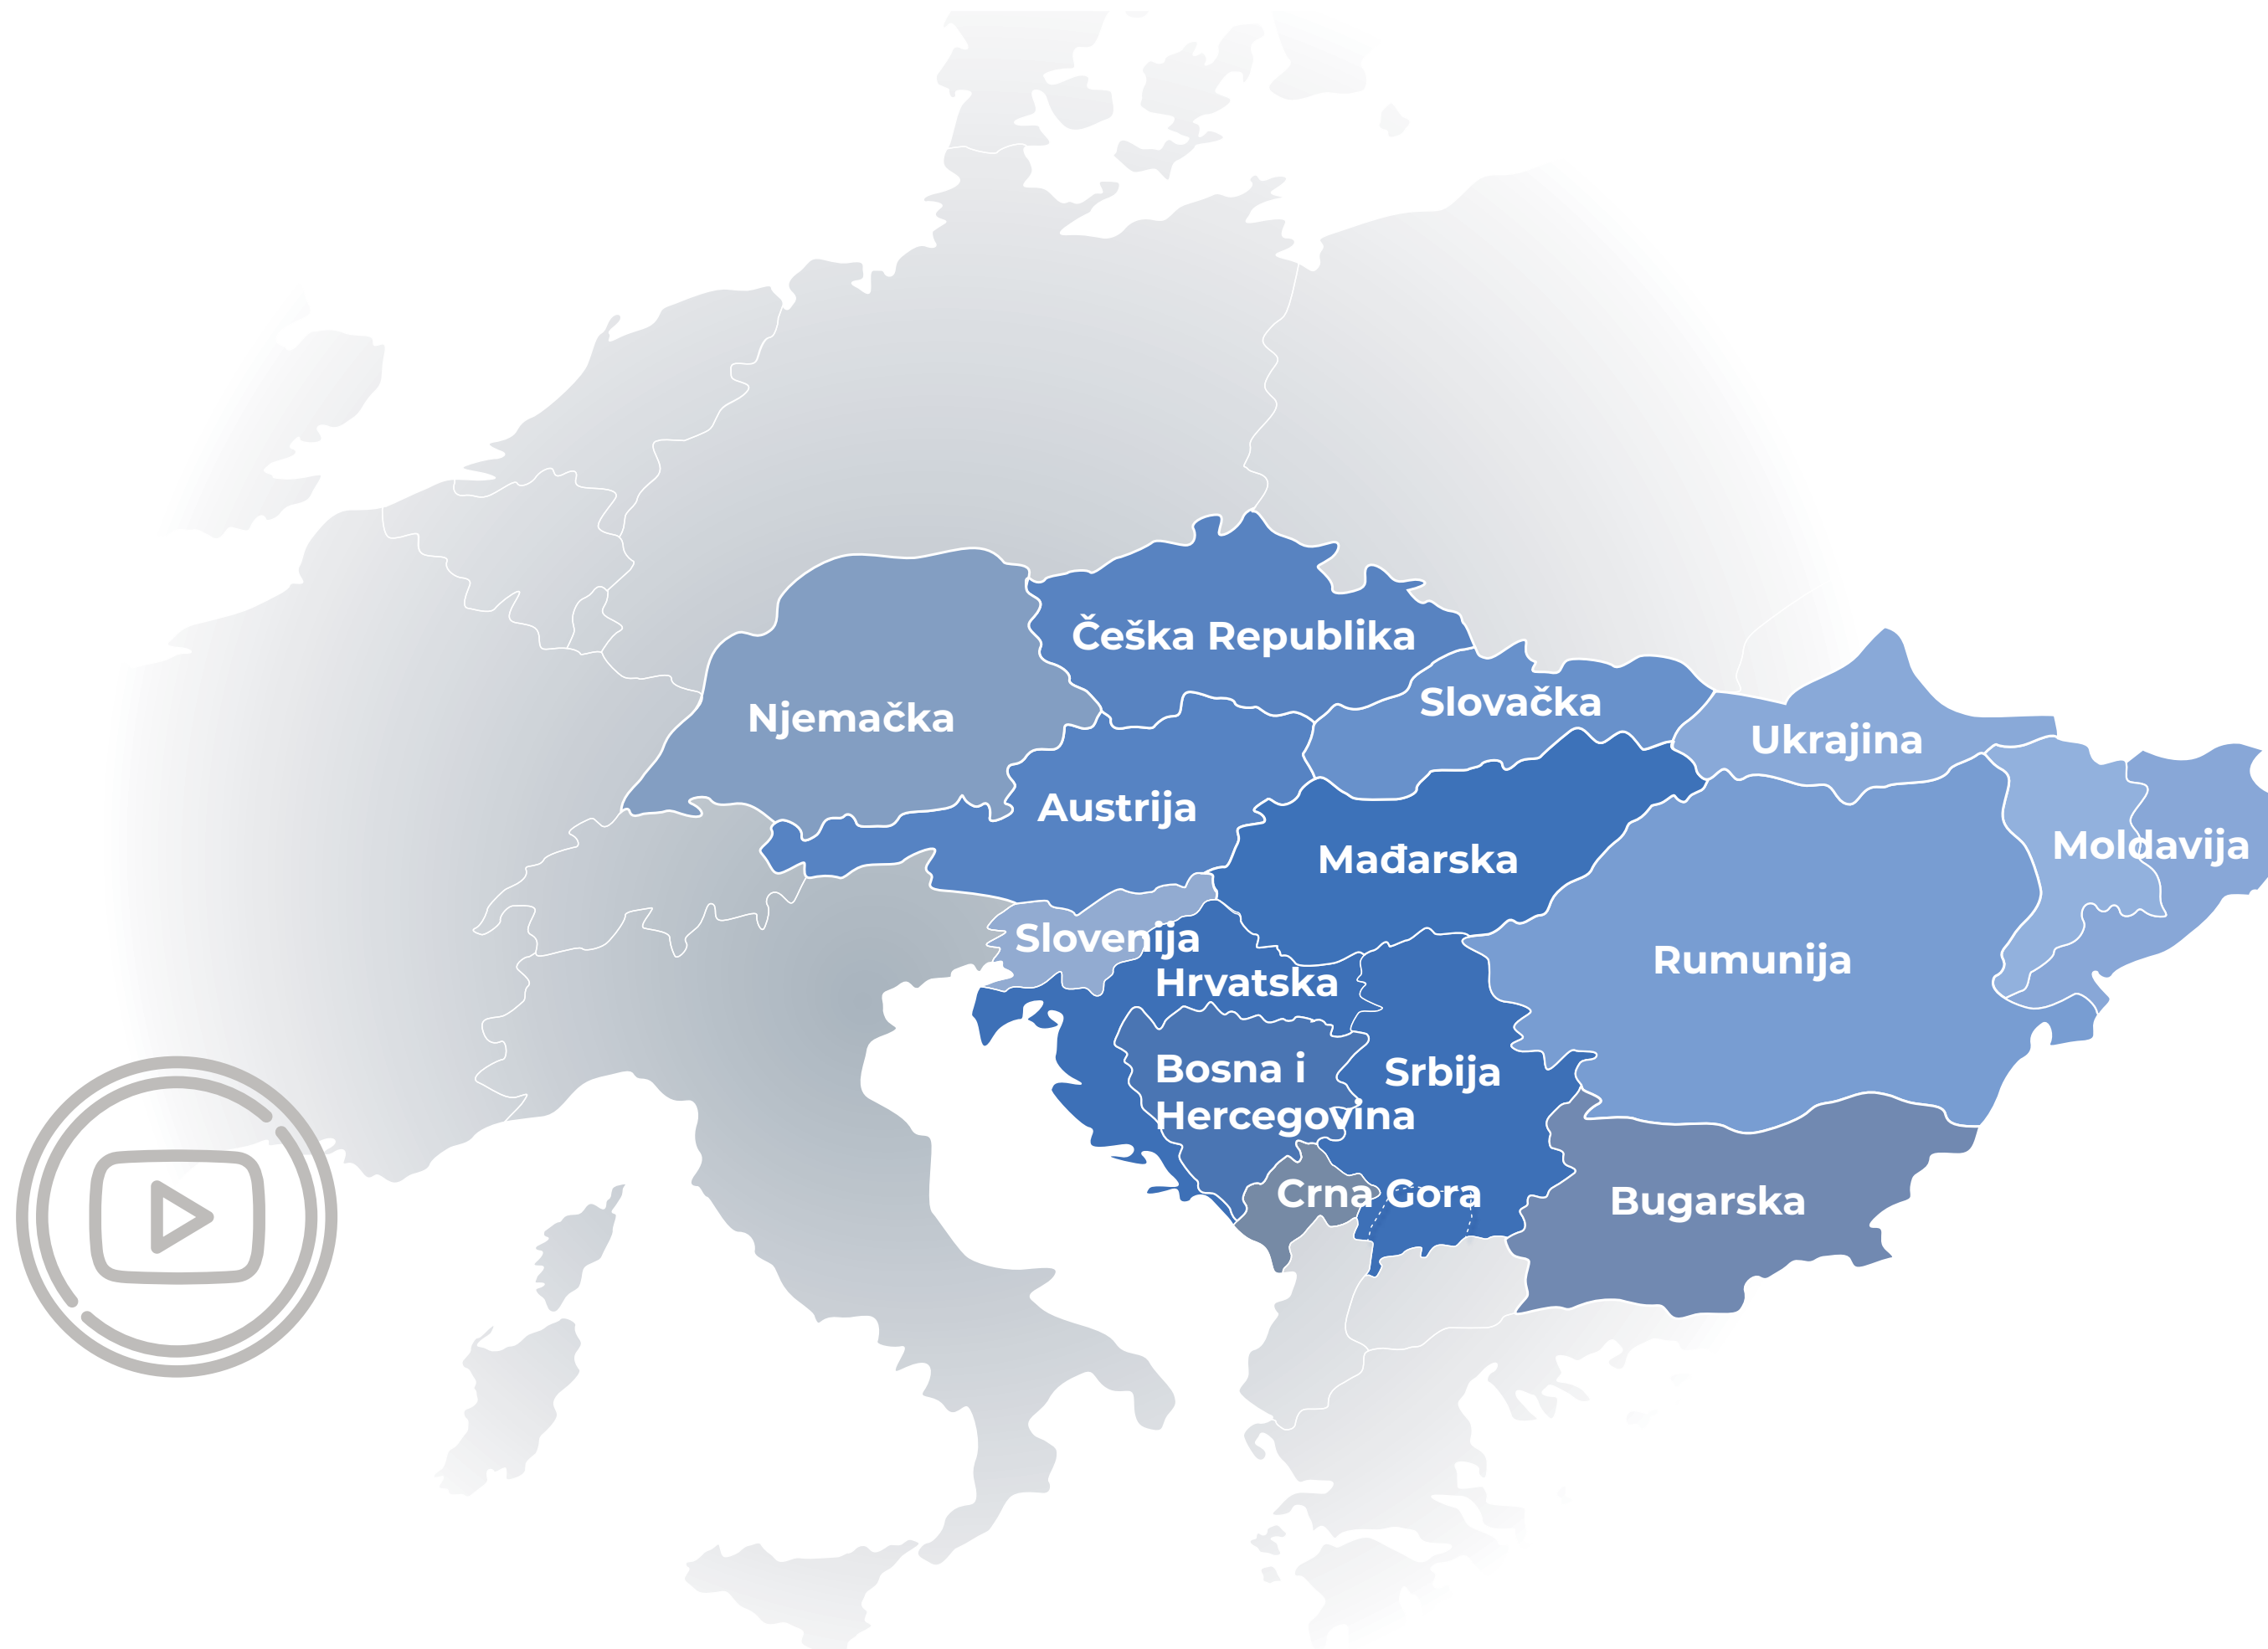 Češka Republika
Slovačka
Njemačka
Ukrajina
Austrija
Mađarska
Moldavija
Slovenija
Rumunija
Hrvatska
Bosna i
Hercegovina
Srbija
Crna Gora
Bugarska